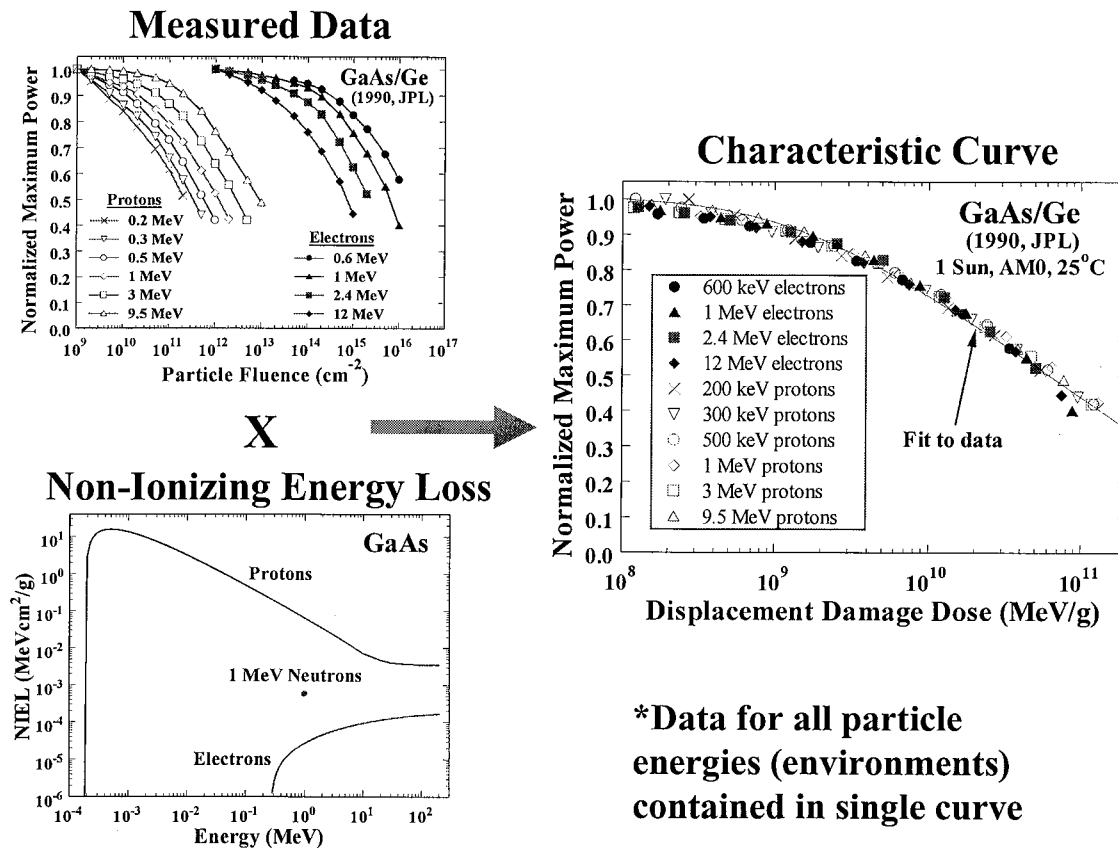 Measured Data
GaAs/Ge
(1990, JPL)
Normalized Maximum Power
1.0
0.9
0.8
0.7
0.6
0.5
0.4
0.3
0.2
0.1
0.0
Protons
0.2 MeV
0.3 MeV
0.5 MeV
1 MeV
3 MeV
9.5 MeV
Electrons
0.6 MeV
1 MeV
2.4 MeV
12 MeV
10⁹ 10¹⁰ 10¹¹ 10¹² 10¹³ 10¹⁴ 10¹⁵ 10¹⁶ 10¹⁷
Particle Fluence (cm⁻²)
X
Non-Ionizing Energy Loss
GaAs
NIEL (MeVcm²/g)
10¹
10⁰
10⁻¹
10⁻²
10⁻³
10⁻⁴
10⁻⁵
10⁻⁶
Protons
1 MeV Neutrons
Electrons
10⁻⁴ 10⁻³ 10⁻² 10⁻¹ 10⁰ 10¹ 10²
Energy (MeV)
Characteristic Curve
GaAs/Ge
(1990, JPL)
1 Sun, AM0, 25°C
Normalized Maximum Power
1.0
0.9
0.8
0.7
0.6
0.5
0.4
0.3
0.2
0.1
0.0
600 keV electrons
1 MeV electrons
2.4 MeV electrons
12 MeV electrons
200 keV protons
300 keV protons
500 keV protons
1 MeV protons
3 MeV protons
9.5 MeV protons
Fit to data
10⁸ 10⁹ 10¹⁰ 10¹¹
Displacement Damage Dose (MeV/g)
*Data for all particle
energies (environments)
contained in single curve